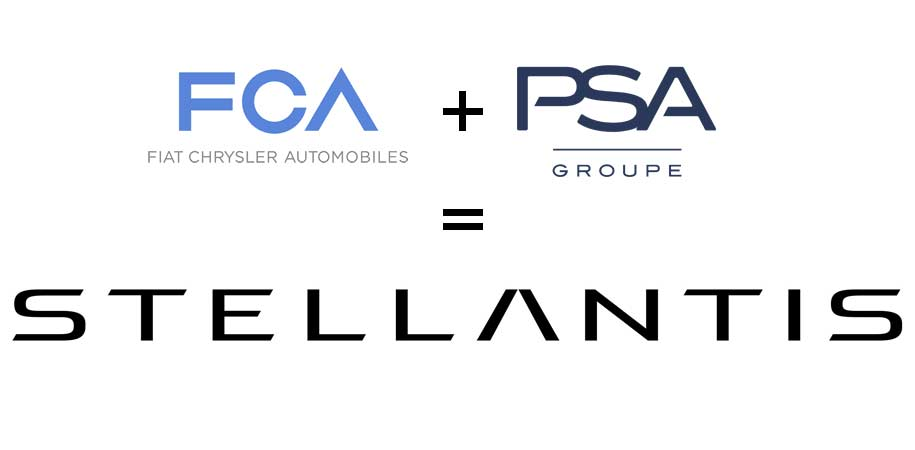 FCA
FIAT CHRYSLER AUTOMOBILES
+
PSA
GROUPE
=
STELLANTIS